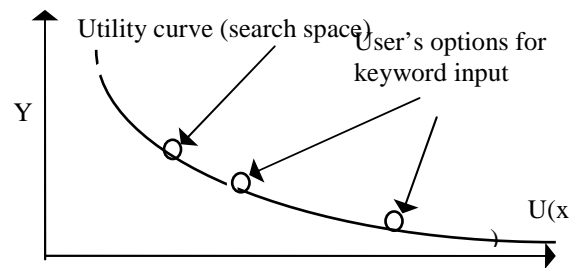 Utility curve (search space)
User's options for
keyword input
Y
U(x
)